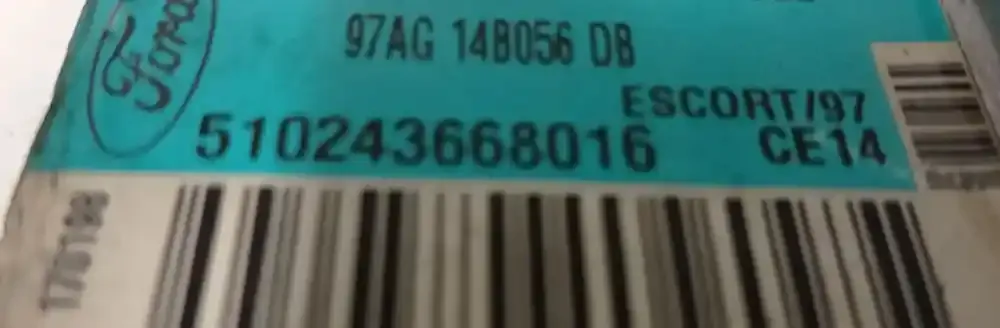 Ford
97AG 14B056 DB
ESCORT/97
510243668016
CE14